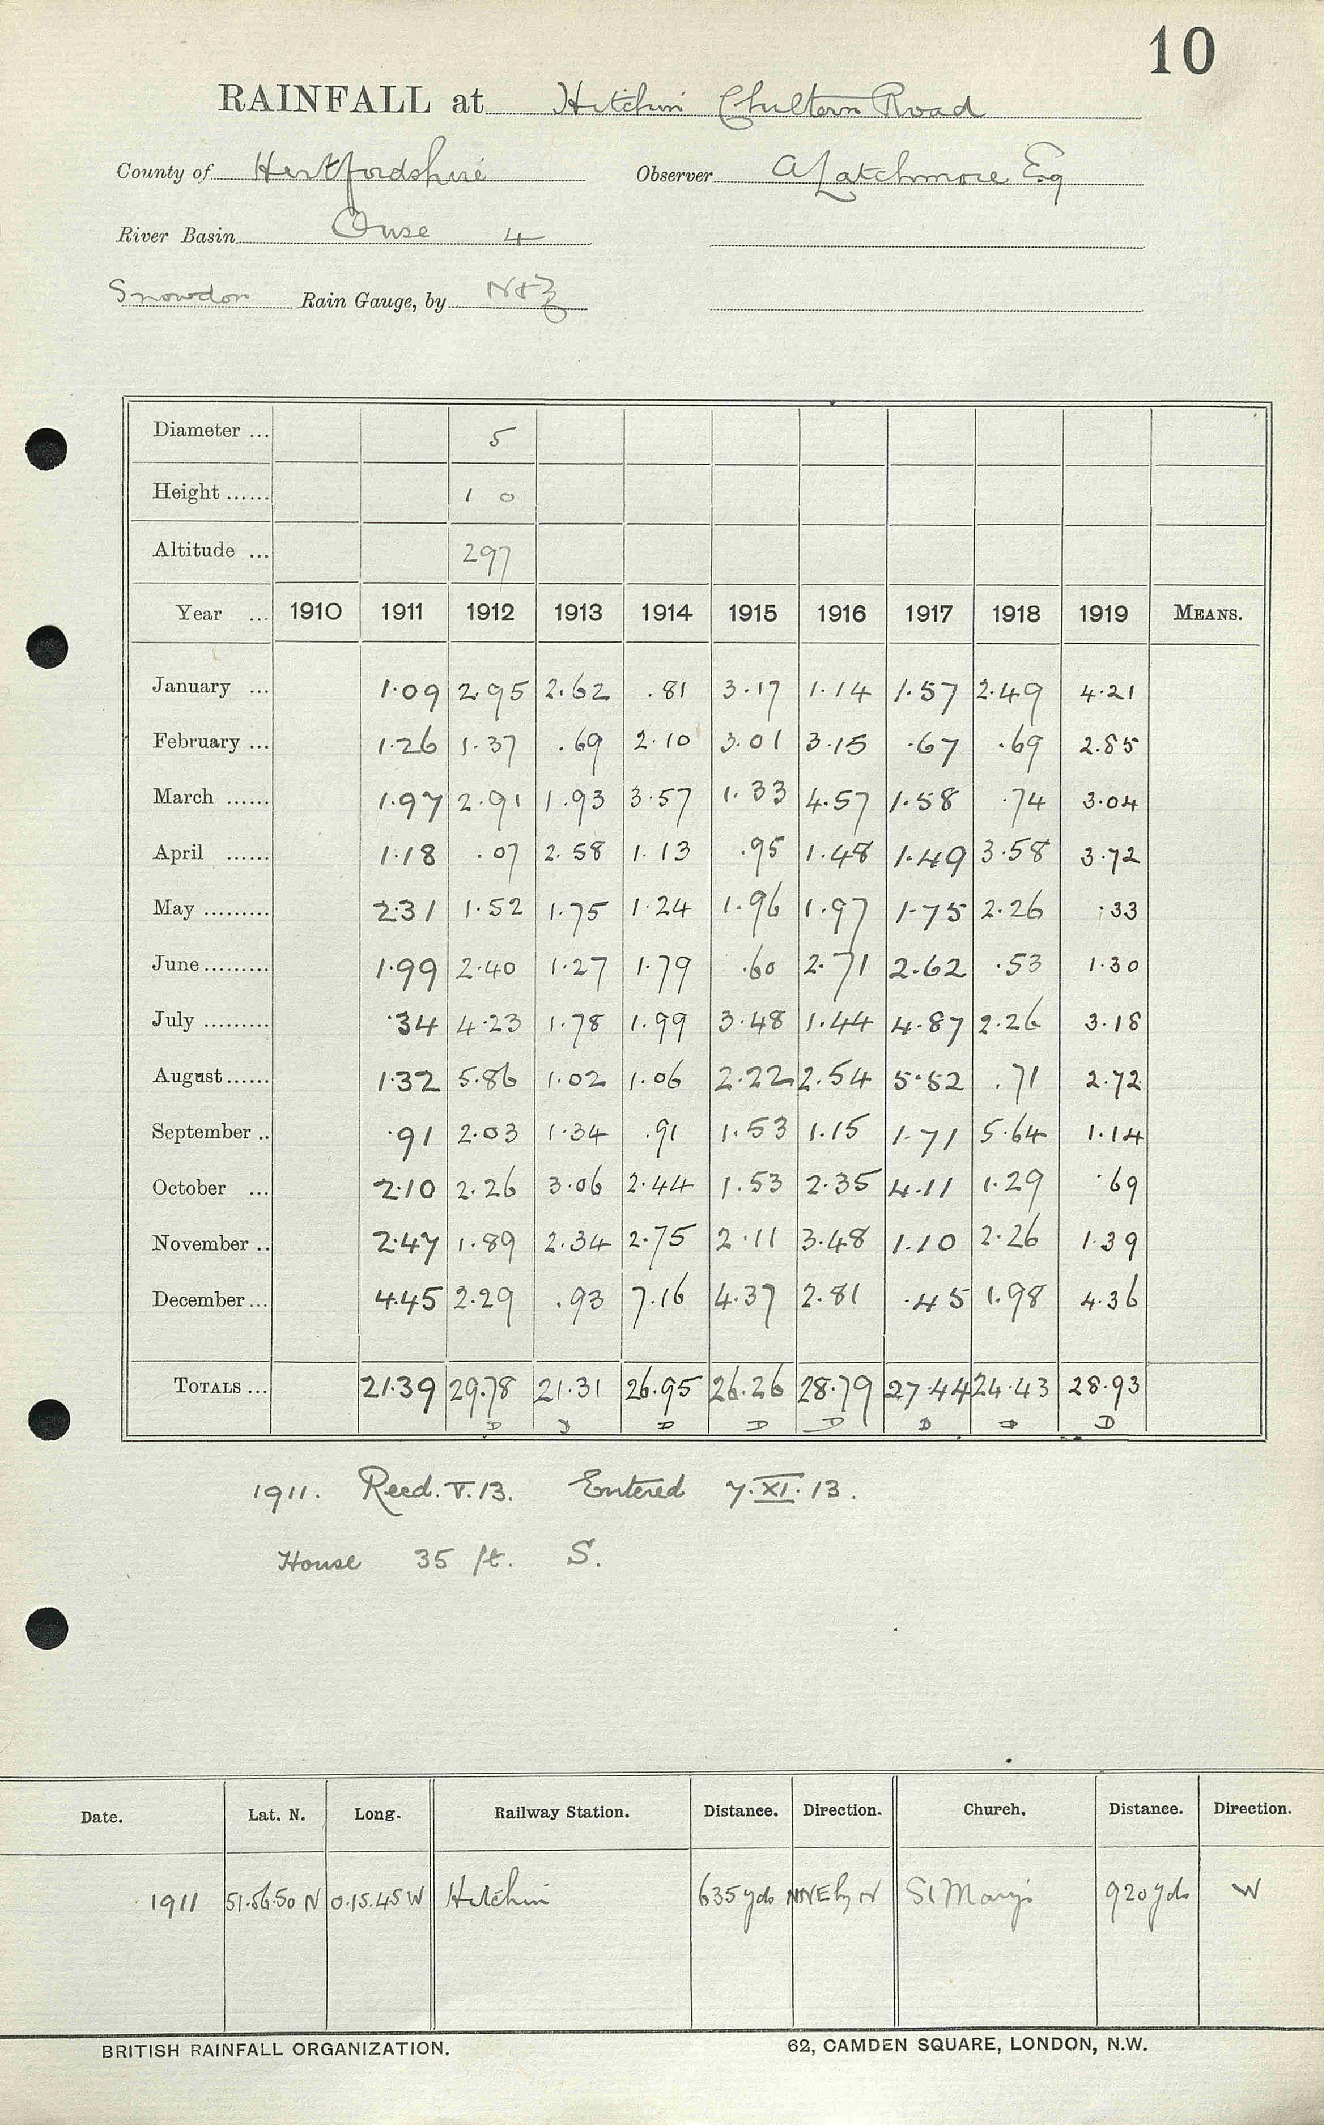 10
RAINFALL at Hitchin Chiltern Road
County of Hertfordshire Observer A Latchmore Esq
River Basin Ouse 4
Snowdon Rain Gauge, by N & Z
Diameter ... 5
Height ...... 1 0
Altitude ... 297
Year ... 1910 1911 1912 1913 1914 1915 1916 1917 1918 1919 MEANS.
January ... 1.09 2.95 2.62 .81 3.17 1.14 1.57 2.49 4.21
February ... 1.26 1.37 .69 2.10 3.01 3.15 .67 .69 2.85
March ...... 1.97 2.91 1.93 3.57 1.33 4.57 1.58 .74 3.04
April ...... 1.18 .07 2.58 1.13 .95 1.48 1.49 3.58 3.72
May ......... 2.31 1.52 1.75 1.24 1.96 1.97 1.75 2.26 .33
June ......... 1.99 2.40 1.27 1.79 .60 2.71 2.62 .53 1.30
July ......... .34 4.23 1.78 1.99 3.48 1.44 4.87 2.26 3.18
August ...... 1.32 5.86 1.02 1.06 2.22 2.54 5.52 .71 2.72
September .. .91 2.03 1.34 .91 1.53 1.15 1.71 5.64 1.14
October ... 2.10 2.26 3.06 2.44 1.53 2.35 4.11 1.29 .69
November .. 2.47 1.89 2.34 2.75 2.11 3.48 1.10 2.26 1.39
December ... 4.45 2.29 .93 7.16 4.37 2.81 .45 1.98 4.36
TOTALS ... 21.39 29.78 21.31 26.95 26.26 28.79 27.44 24.43 28.93
D D D D D D D D
1911. Recd. V. 13. Entered 7. XI. 13.
House 35 ft. S.
Date. Lat. N. Long. Railway Station. Distance. Direction. Church. Distance. Direction.
1911 51.56.50 N 0.15.45 W Hitchin 635 yds NNE by N St Mary's 920 yds W
BRITISH RAINFALL ORGANIZATION. 62, CAMDEN SQUARE, LONDON, N.W.